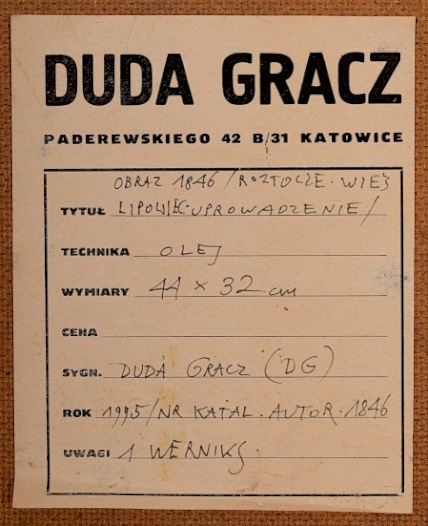 DUDA GRACZ
PADEREWSKIEGO 42 B/31 KATOWICE
OBRAZ 1846 / ROZTOCZE. WIEŚ
TYTUŁ LIPOWIEC. UPROWADZENIE /
TECHNIKA OLEJ
WYMIARY 44 x 32 cm
CENA
SYGN. DUDA GRACZ (DG)
ROK 1995 / NR KATAL. AUTOR. 1846
UWAGI 1 WERNIKS.